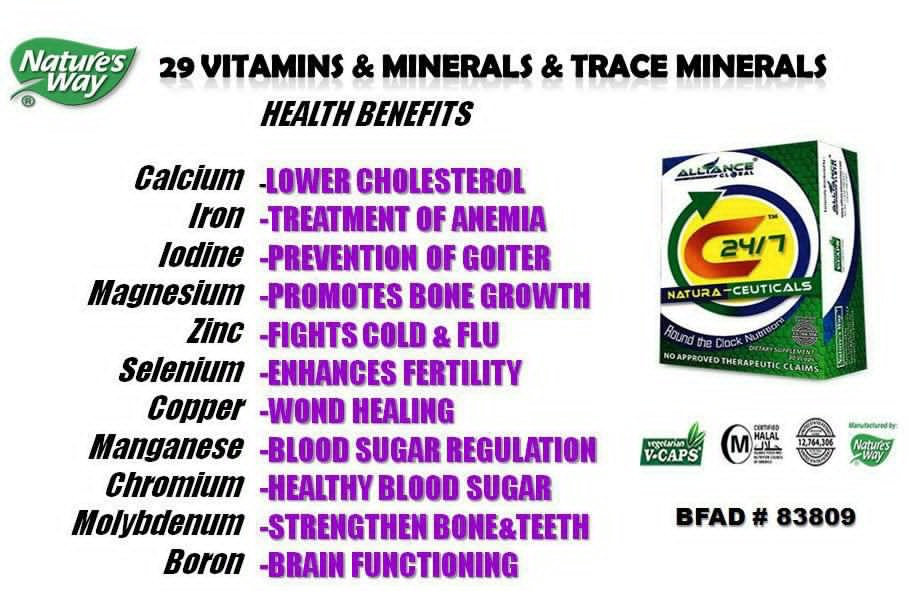 Nature's
Way
®
29 VITAMINS & MINERALS & TRACE MINERALS
HEALTH BENEFITS
Calcium -LOWER CHOLESTEROL
Iron -TREATMENT OF ANEMIA
Iodine -PREVENTION OF GOITER
Magnesium -PROMOTES BONE GROWTH
Zinc -FIGHTS COLD & FLU
Selenium -ENHANCES FERTILITY
Copper -WOND HEALING
Manganese -BLOOD SUGAR REGULATION
Chromium -HEALTHY BLOOD SUGAR
Molybdenum -STRENGTHEN BONE&TEETH
Boron -BRAIN FUNCTIONING
ALLIANCE®
GLOBAL
C 24/7 ™
NATURA-CEUTICALS
Round the Clock Nutrition!
DIETARY SUPPLEMENT
NO APPROVED THERAPEUTIC CLAIMS
vegetarian
V-CAPS
M
CERTIFIED
HALAL
حلال
12,764,306
Manufactured by:
Nature's
Way
BFAD # 83809